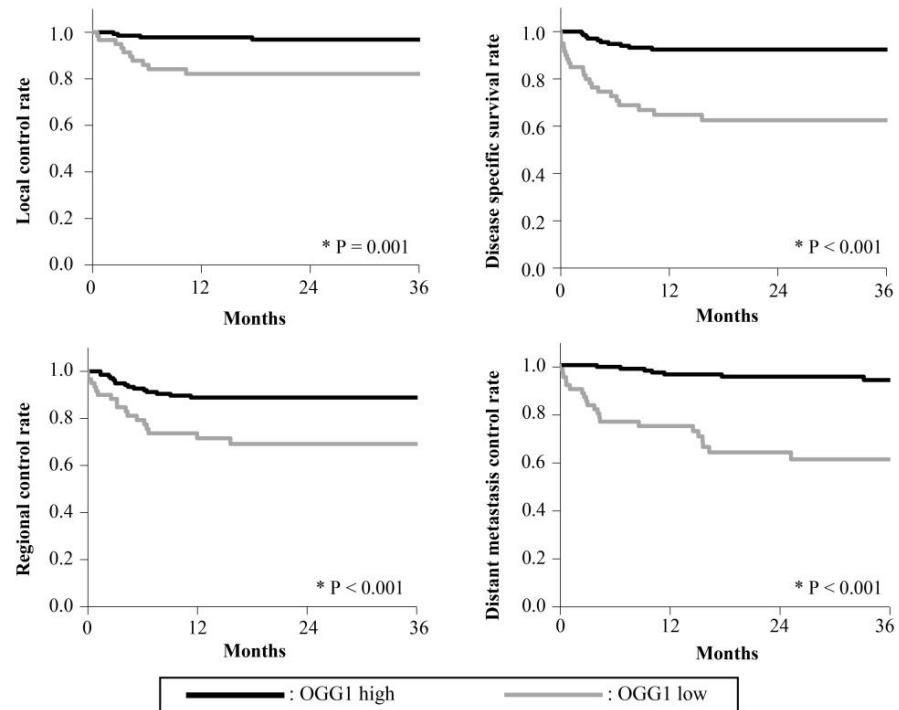 Local control rate
1.0
0.8
0.6
0.4
0.2
0.0
* P = 0.001
0 12 24 36
Months
Disease specific survival rate
1.0
0.8
0.6
0.4
0.2
0.0
* P < 0.001
0 12 24 36
Months
Regional control rate
1.0
0.8
0.6
0.4
0.2
0.0
* P < 0.001
0 12 24 36
Months
Distant metastasis control rate
1.0
0.8
0.6
0.4
0.2
0.0
* P < 0.001
0 12 24 36
Months
: OGG1 high : OGG1 low